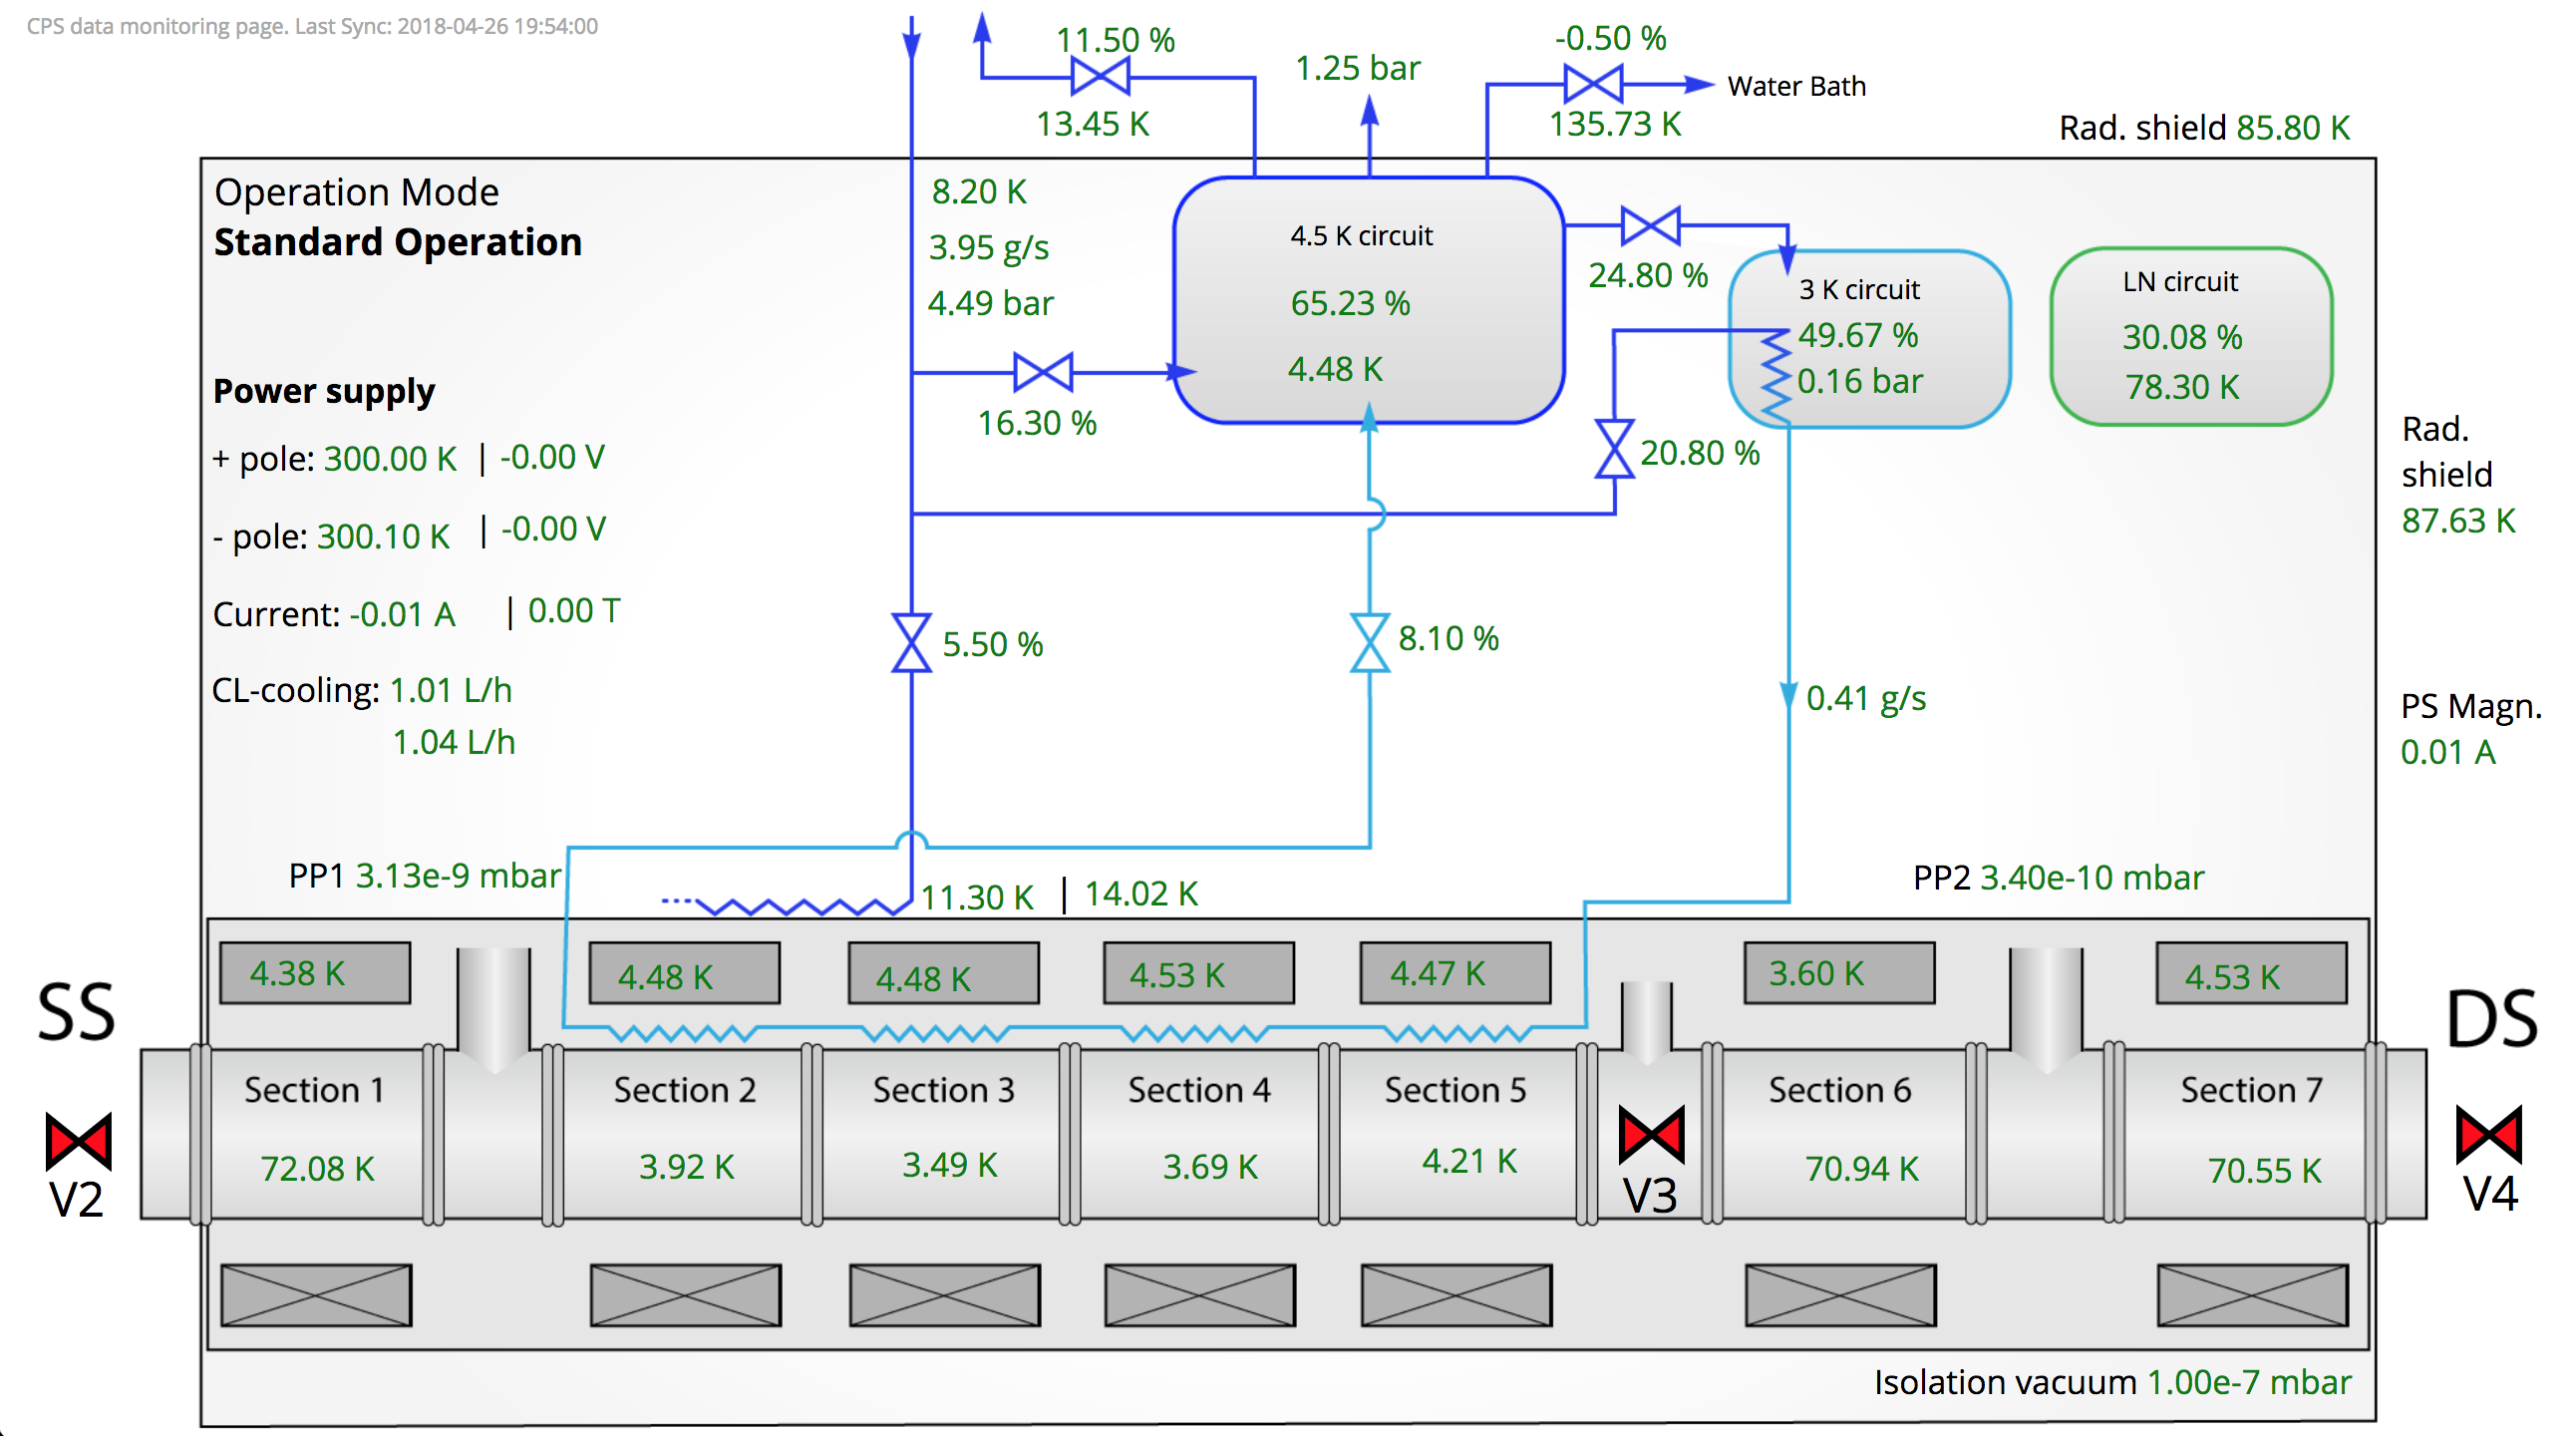 CPS data monitoring page. Last Sync: 2018-04-26 19:54:00
11.50 %
13.45 K
1.25 bar
-0.50 %
135.73 K
Water Bath
Rad. shield 85.80 K
Operation Mode
Standard Operation
8.20 K
3.95 g/s
4.49 bar
16.30 %
4.5 K circuit
65.23 %
4.48 K
24.80 %
3 K circuit
49.67 %
0.16 bar
LN circuit
30.08 %
78.30 K
20.80 %
Rad.
shield
87.63 K
Power supply
+ pole: 300.00 K | -0.00 V
- pole: 300.10 K | -0.00 V
Current: -0.01 A | 0.00 T
CL-cooling: 1.01 L/h
1.04 L/h
5.50 %
8.10 %
0.41 g/s
PS Magn.
0.01 A
PP1 3.13e-9 mbar
11.30 K | 14.02 K
PP2 3.40e-10 mbar
4.38 K
4.48 K
4.48 K
4.53 K
4.47 K
3.60 K
4.53 K
SS
DS
Section 1
72.08 K
Section 2
3.92 K
Section 3
3.49 K
Section 4
3.69 K
Section 5
4.21 K
Section 6
70.94 K
Section 7
70.55 K
V2
V3
V4
Isolation vacuum 1.00e-7 mbar